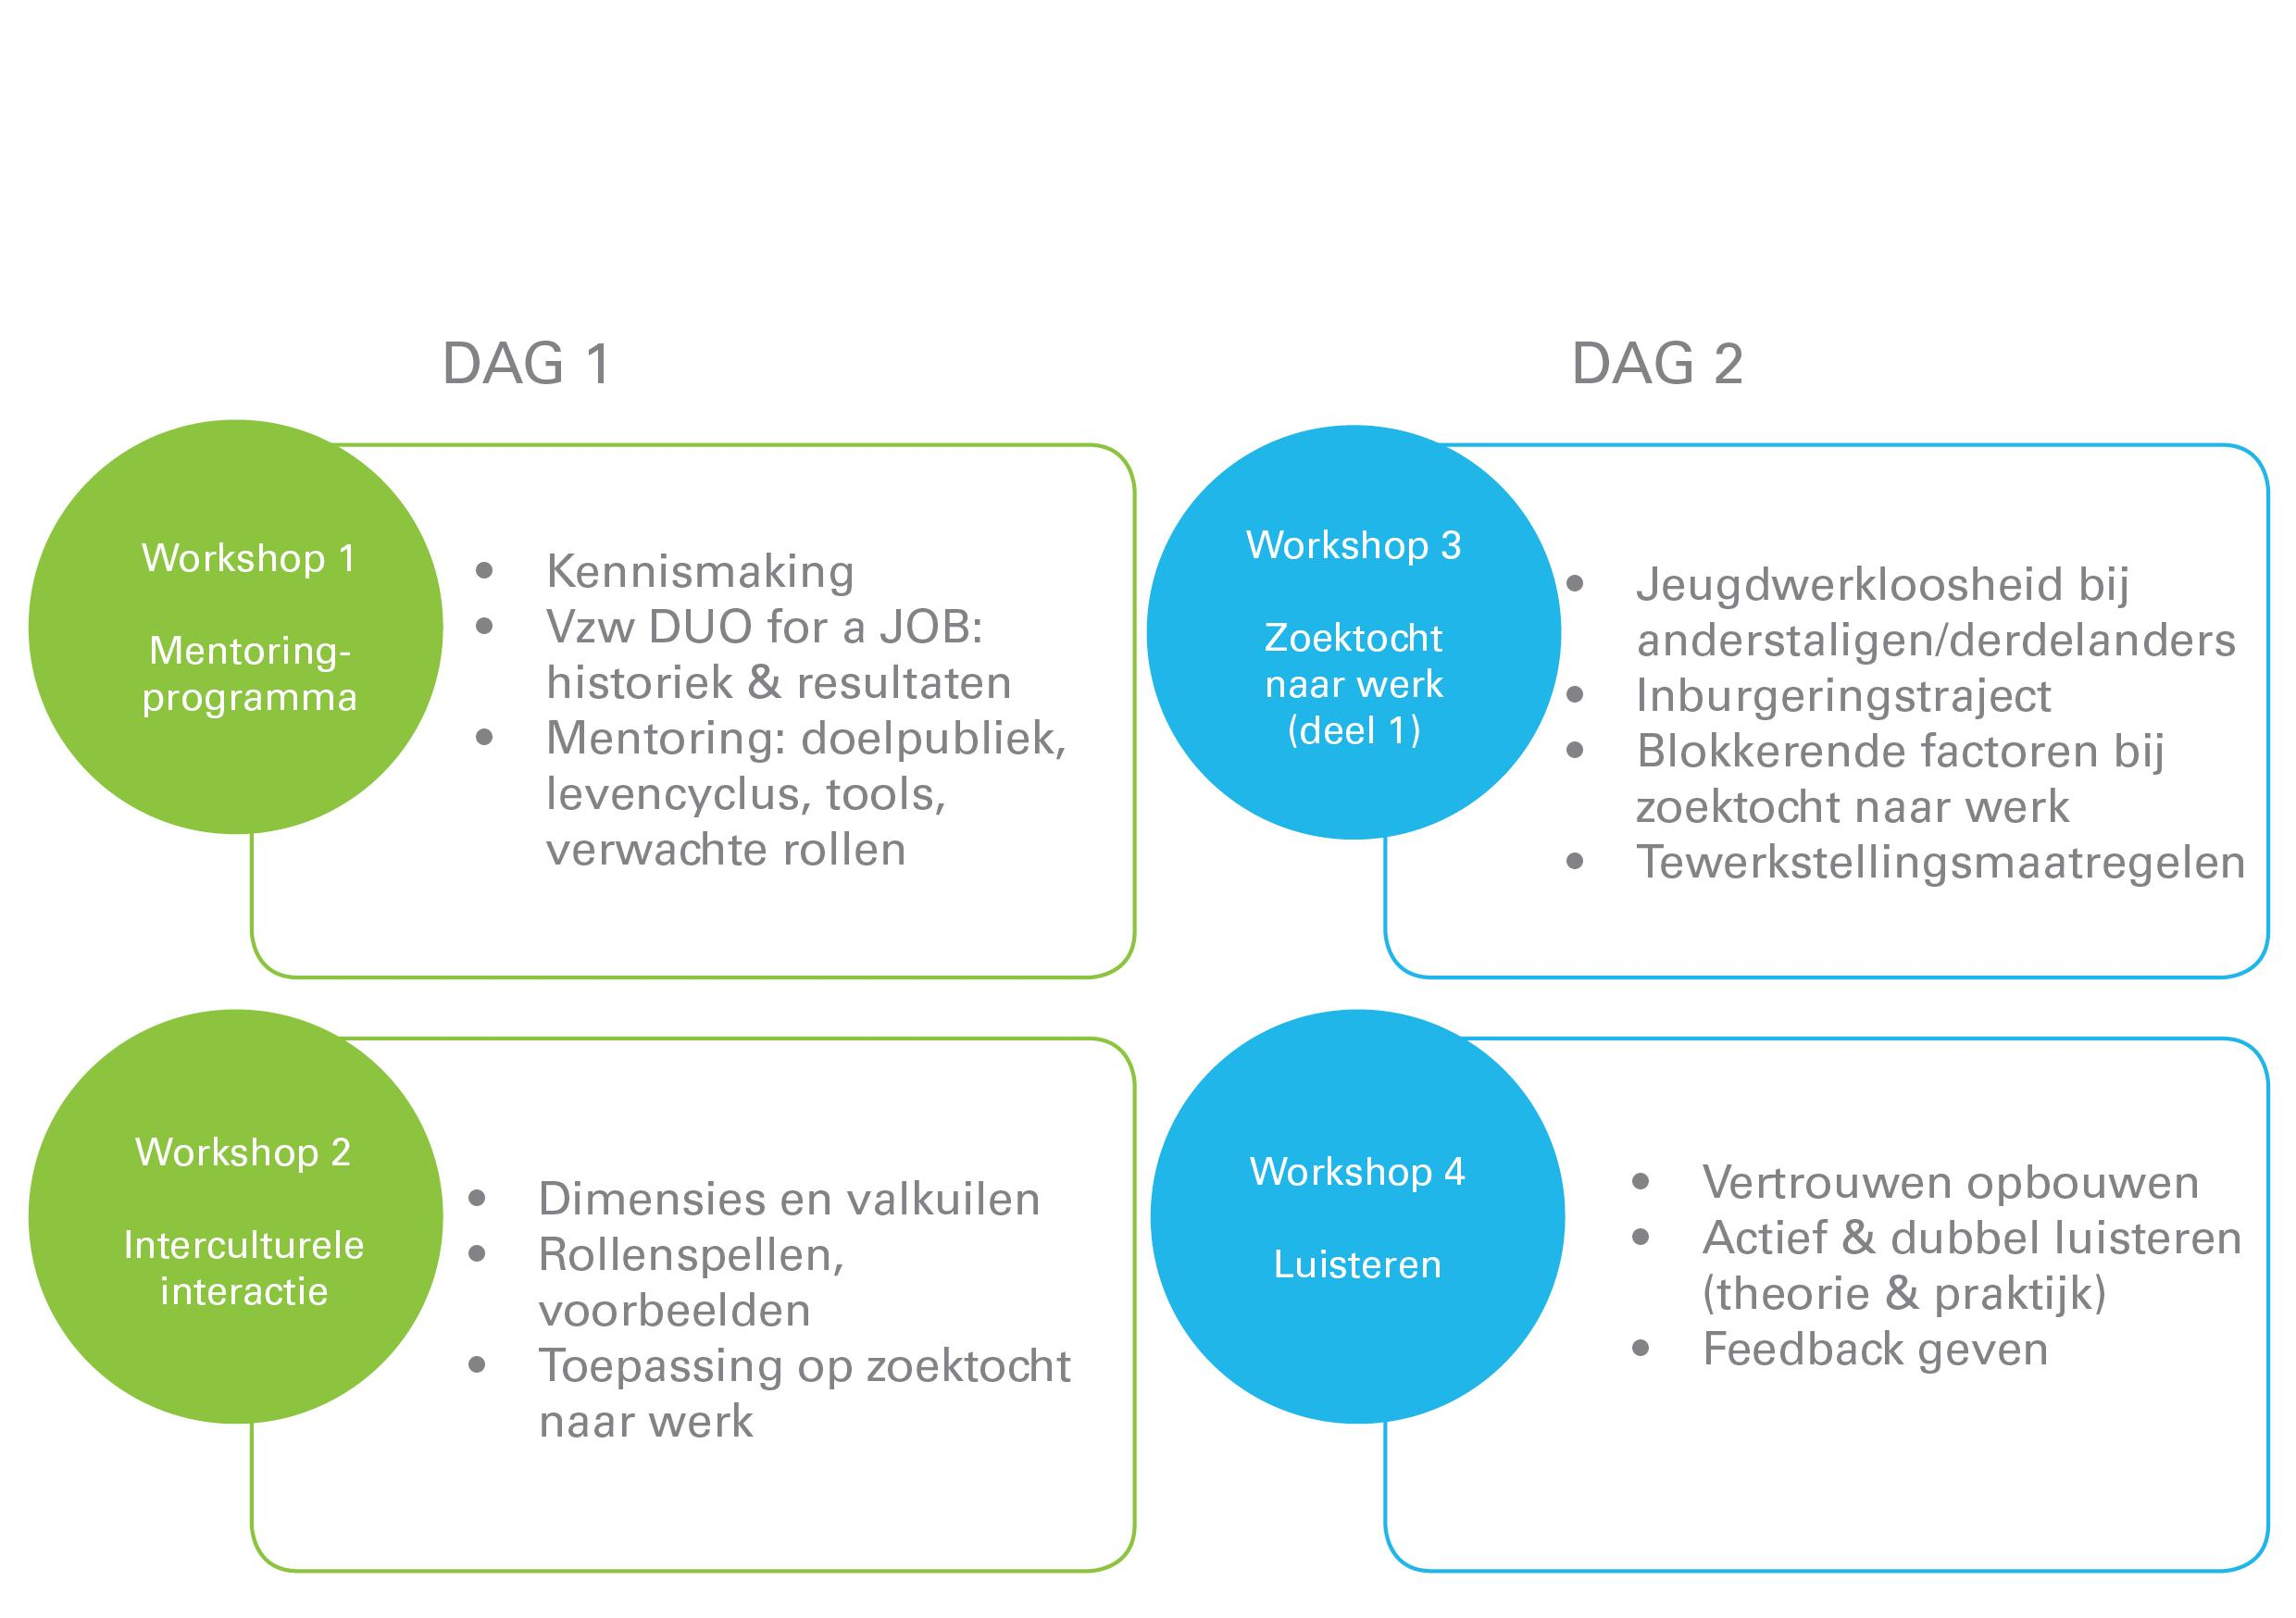 DAG 1
Workshop 1
Mentoring-
programma
• Kennismaking
• Vzw DUO for a JOB:
historiek & resultaten
• Mentoring: doelpubliek,
levencyclus, tools,
verwachte rollen
Workshop 2
Interculturele
interactie
• Dimensies en valkuilen
• Rollenspellen,
voorbeelden
• Toepassing op zoektocht
naar werk
DAG 2
Workshop 3
Zoektocht
naar werk
(deel 1)
• Jeugdwerkloosheid bij
anderstaligen/derdelanders
• Inburgeringstraject
• Blokkerende factoren bij
zoektocht naar werk
• Tewerkstellingsmaatregelen
Workshop 4
Luisteren
• Vertrouwen opbouwen
• Actief & dubbel luisteren
(theorie & praktijk)
• Feedback geven